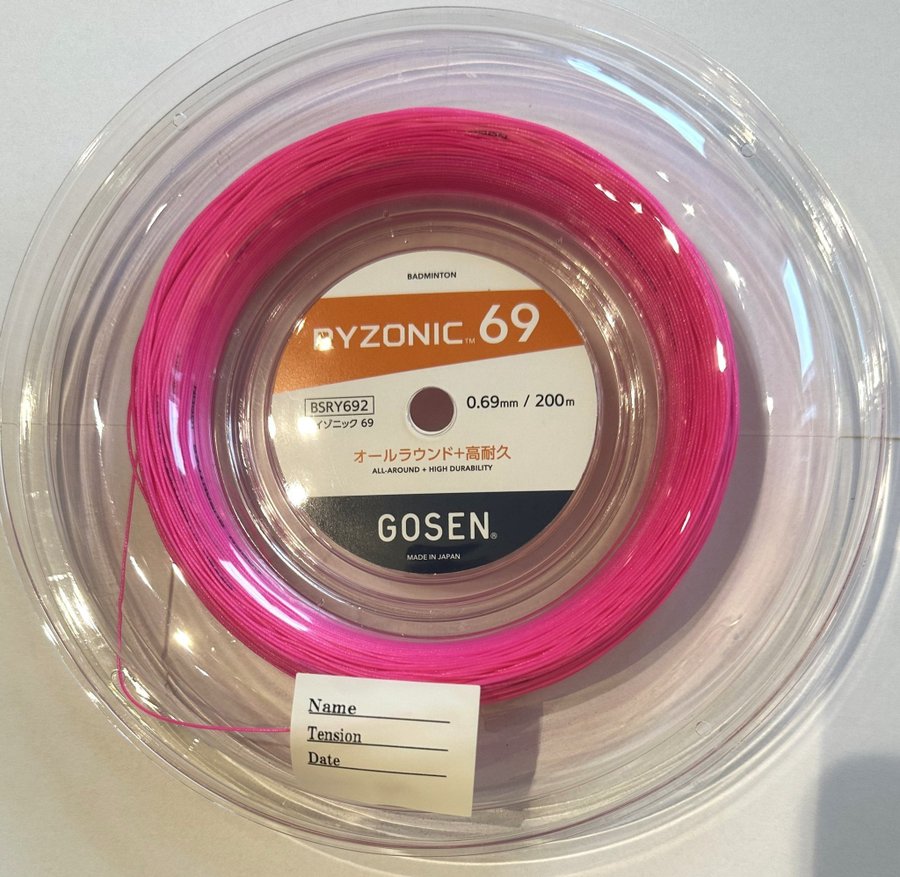 BADMINTON
RYZONIC™ 69
BSRY692
0.69mm / 200m
イゾニック 69
オールラウンド+高耐久
ALL-AROUND + HIGH DURABILITY
GOSEN®
MADE IN JAPAN
Name
Tension
Date